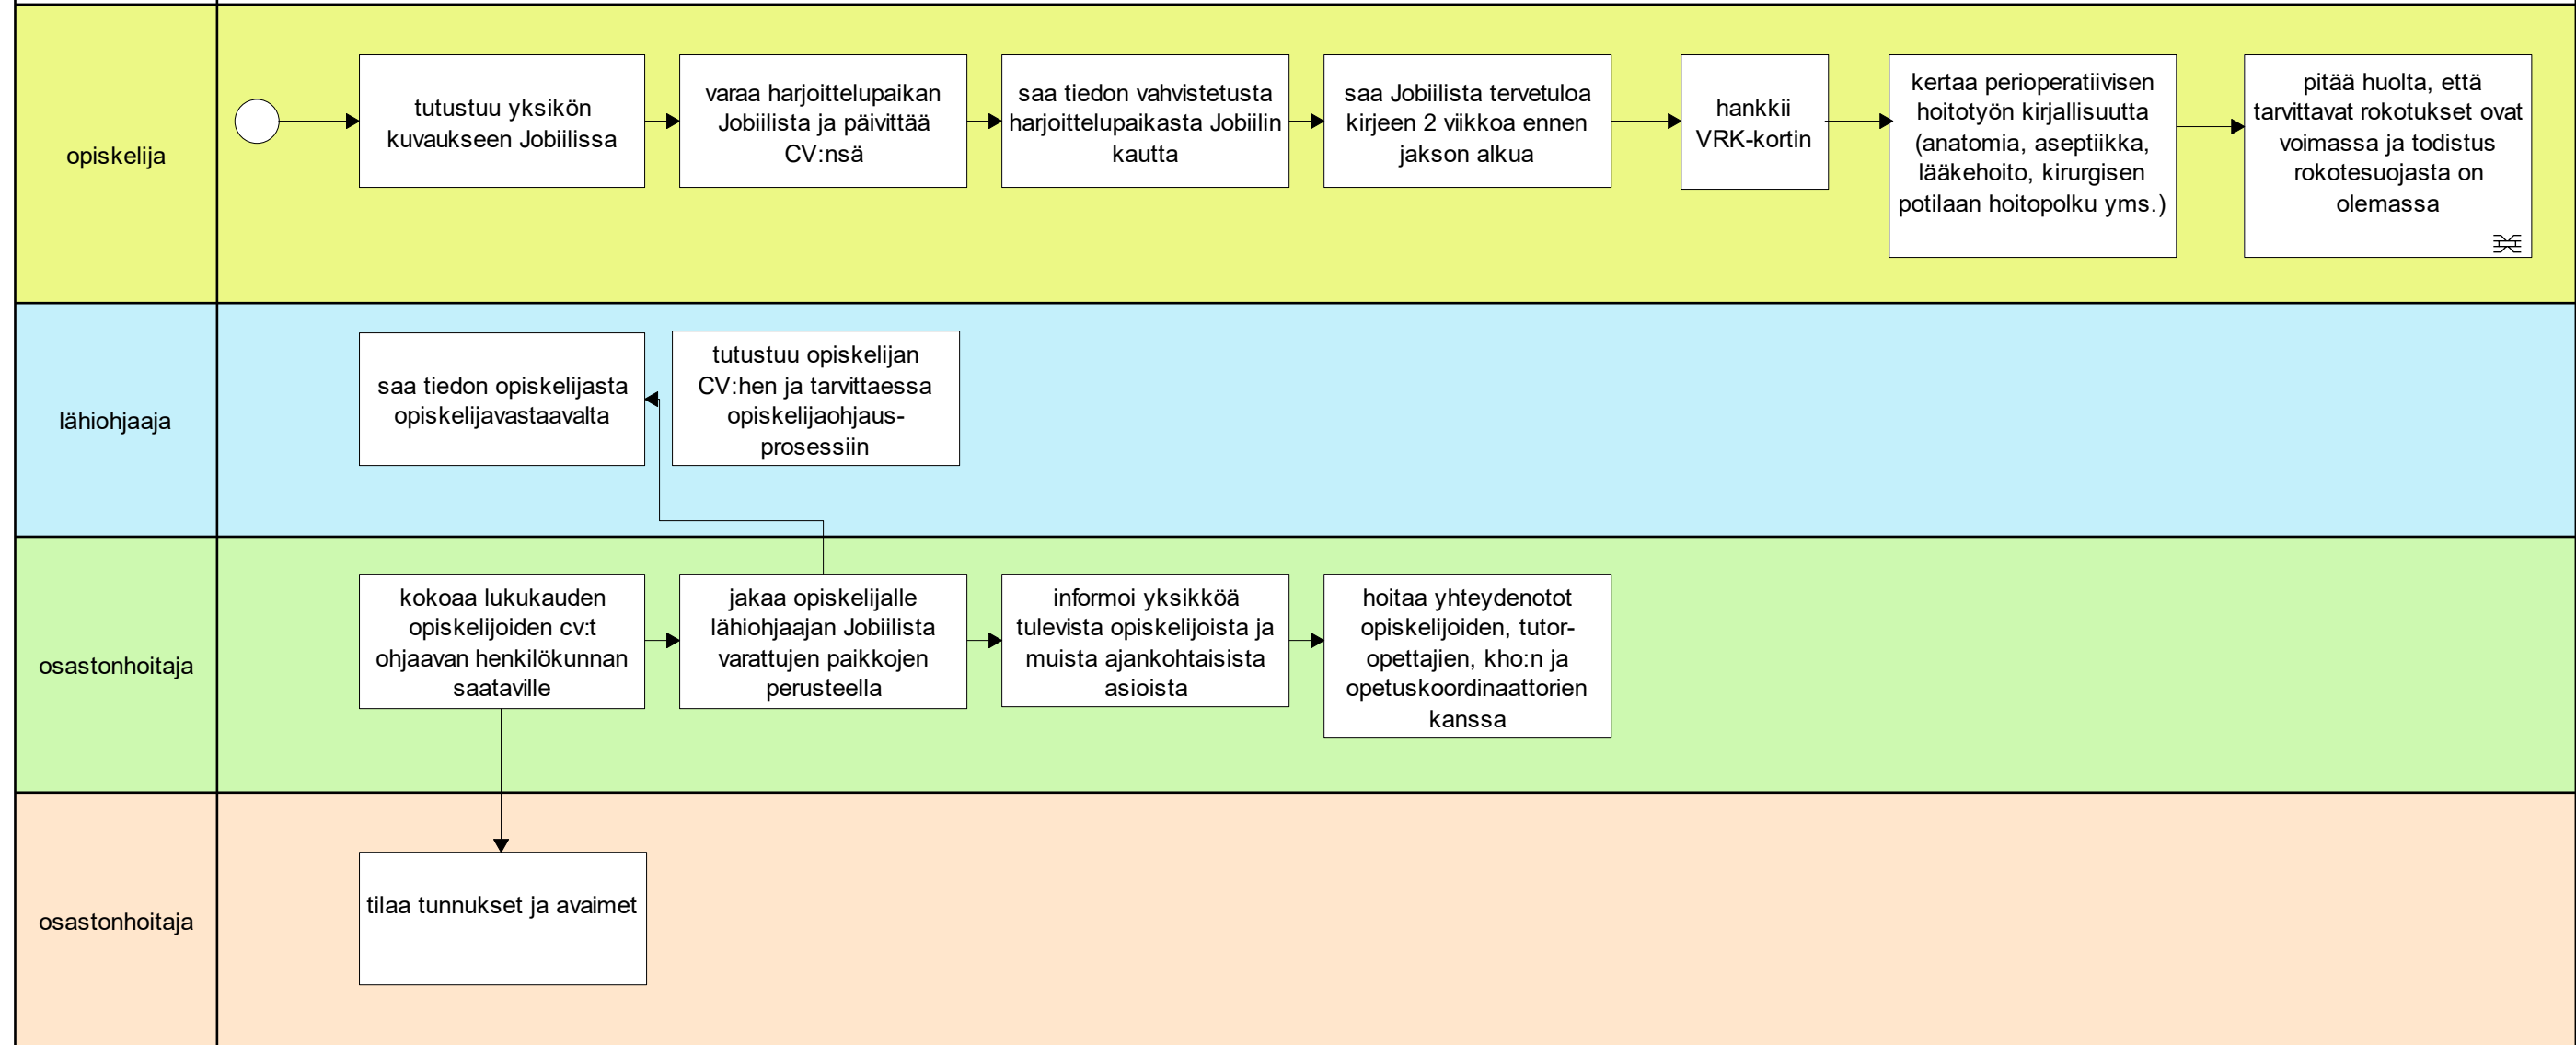 opiskelija
tutustuu yksikön
kuvaukseen Jobiilissa
varaa harjoittelupaikan
Jobiilista ja päivittää
CV:nsä
saa tiedon vahvistetusta
harjoittelupaikasta Jobiilin
kautta
saa Jobiilista tervetuloa
kirjeen 2 viikkoa ennen
jakson alkua
hankkii
VRK-kortin
kertaa perioperatiivisen
hoitotyön kirjallisuutta
(anatomia, aseptiikka,
lääkehoito, kirurgisen
potilaan hoitopolku yms.)
pitää huolta, että
tarvittavat rokotukset ovat
voimassa ja todistus
rokotesuojasta on
olemassa
lähiohjaaja
saa tiedon opiskelijasta
opiskelijavastaavalta
tutustuu opiskelijan
CV:hen ja tarvittaessa
opiskelijaohjaus-
prosessiin
osastonhoitaja
kokoaa lukukauden
opiskelijoiden cv:t
ohjaavan henkilökunnan
saataville
jakaa opiskelijalle
lähiohjaajan Jobiilista
varattujen paikkojen
perusteella
informoi yksikköä
tulevista opiskelijoista ja
muista ajankohtaisista
asioista
hoitaa yhteydenotot
opiskelijoiden, tutor-
opettajien, kho:n ja
opetuskoordinaattorien
kanssa
osastonhoitaja
tilaa tunnukset ja avaimet